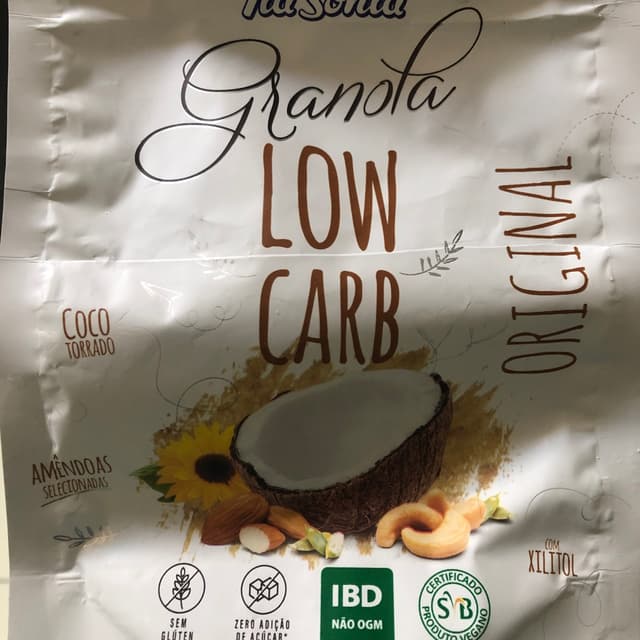 Granola
LOW
CARB
ORIGINAL
COCO
TORRADO
AMÊNDOAS
SELECIONADAS
COM
XILITOL
SEM
GLÚTEN
ZERO ADIÇÃO
DE AÇÚCAR*
IBD
NÃO OGM
CERTIFICADO
SVB
PRODUTO VEGANO